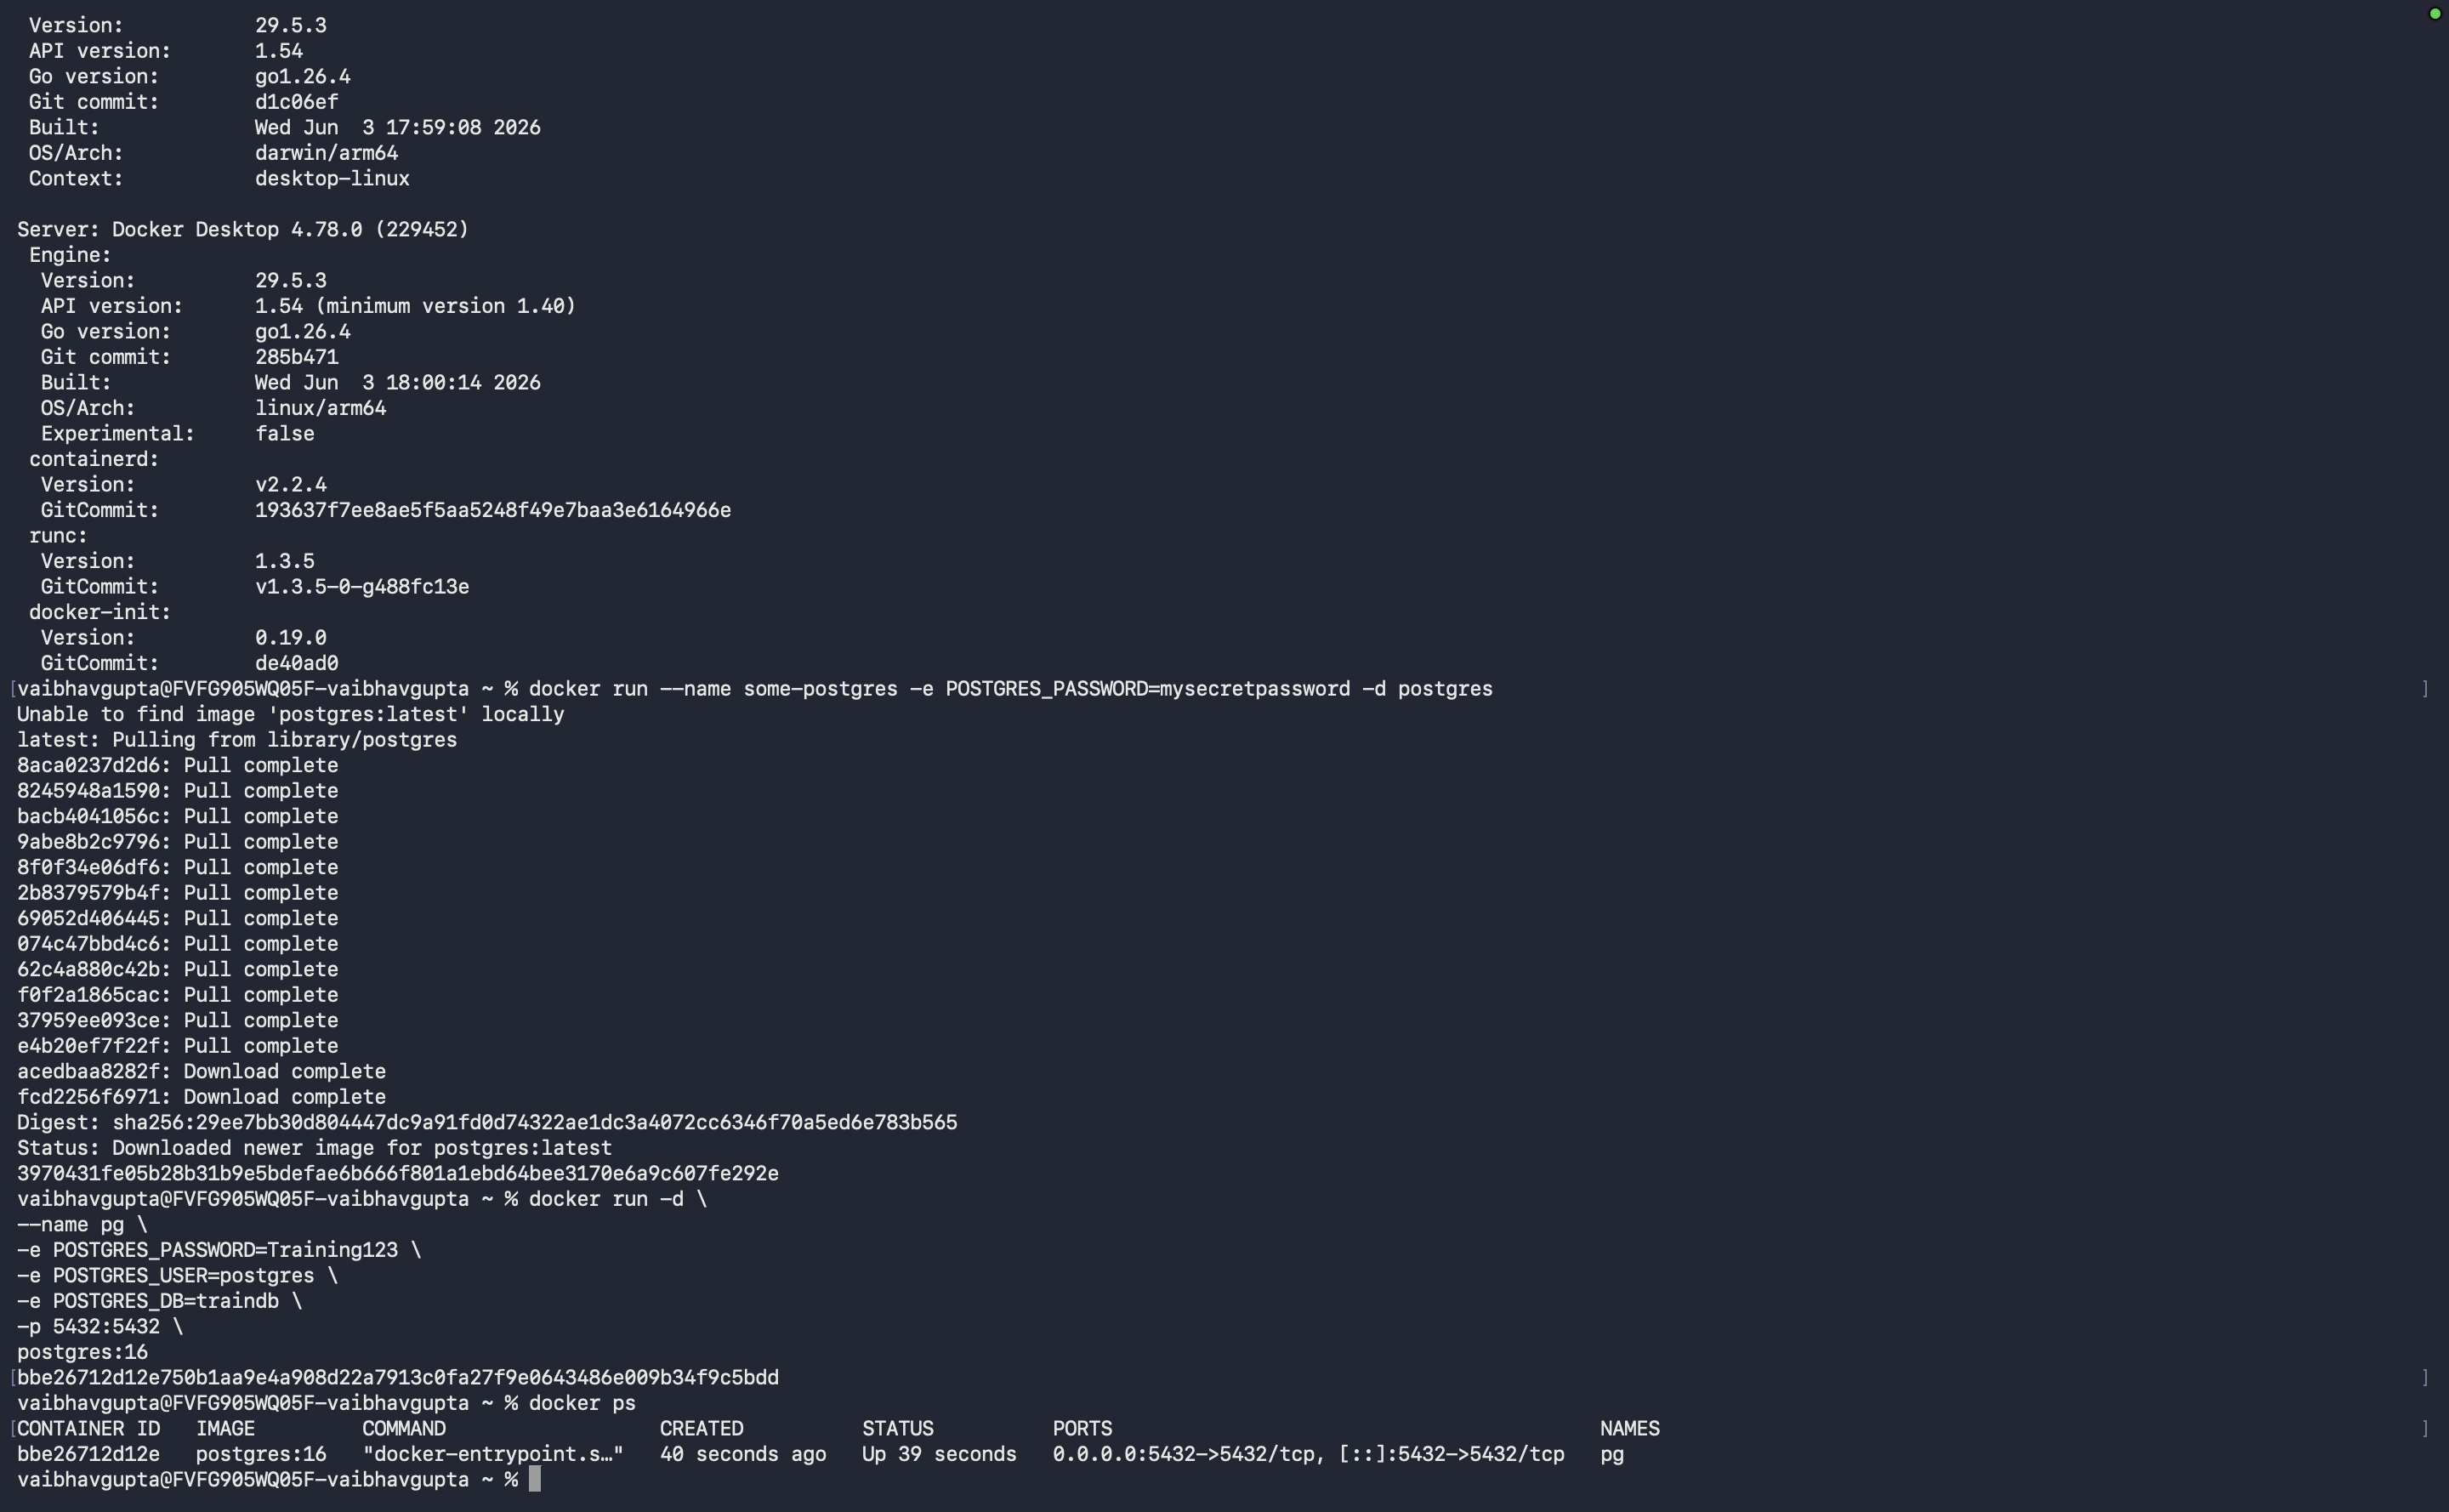 Version:           29.5.3
API version:       1.54
Go version:        go1.26.4
Git commit:        d1c06ef
Built:             Wed Jun  3 17:59:08 2026
OS/Arch:           darwin/arm64
Context:           desktop-linux

Server: Docker Desktop 4.78.0 (229452)
 Engine:
  Version:          29.5.3
  API version:      1.54 (minimum version 1.40)
  Go version:       go1.26.4
  Git commit:       285b471
  Built:            Wed Jun  3 18:00:14 2026
  OS/Arch:          linux/arm64
  Experimental:     false
 containerd:
  Version:          v2.2.4
  GitCommit:        193637f7ee8ae5f5aa5248f49e7baa3e6164966e
 runc:
  Version:          1.3.5
  GitCommit:        v1.3.5-0-g488fc13e
 docker-init:
  Version:          0.19.0
  GitCommit:        de40ad0
[vaibhavgupta@FVFG905WQ05F-vaibhavgupta ~ % docker run --name some-postgres -e POSTGRES_PASSWORD=mysecretpassword -d postgres ]
Unable to find image 'postgres:latest' locally
latest: Pulling from library/postgres
8aca0237d2d6: Pull complete
8245948a1590: Pull complete
bacb4041056c: Pull complete
9abe8b2c9796: Pull complete
8f0f34e06df6: Pull complete
2b8379579b4f: Pull complete
69052d406445: Pull complete
074c47bbd4c6: Pull complete
62c4a880c42b: Pull complete
f0f2a1865cac: Pull complete
37959ee093ce: Pull complete
e4b20ef7f22f: Pull complete
acedbaa8282f: Download complete
fcd2256f6971: Download complete
Digest: sha256:29ee7bb30d804447dc9a91fd0d74322ae1dc3a4072cc6346f70a5ed6e783b565
Status: Downloaded newer image for postgres:latest
3970431fe05b28b31b9e5bdefae6b666f801a1ebd64bee3170e6a9c607fe292e
vaibhavgupta@FVFG905WQ05F-vaibhavgupta ~ % docker run -d \
--name pg \
-e POSTGRES_PASSWORD=Training123 \
-e POSTGRES_USER=postgres \
-e POSTGRES_DB=traindb \
-p 5432:5432 \
postgres:16
[bbe26712d12e750b1aa9e4a908d22a7913c0fa27f9e0643486e009b34f9c5bdd ]
vaibhavgupta@FVFG905WQ05F-vaibhavgupta ~ % docker ps
[CONTAINER ID   IMAGE         COMMAND                  CREATED          STATUS          PORTS                                         NAMES ]
bbe26712d12e   postgres:16   "docker-entrypoint.s…"   40 seconds ago   Up 39 seconds   0.0.0.0:5432->5432/tcp, [::]:5432->5432/tcp   pg
vaibhavgupta@FVFG905WQ05F-vaibhavgupta ~ %